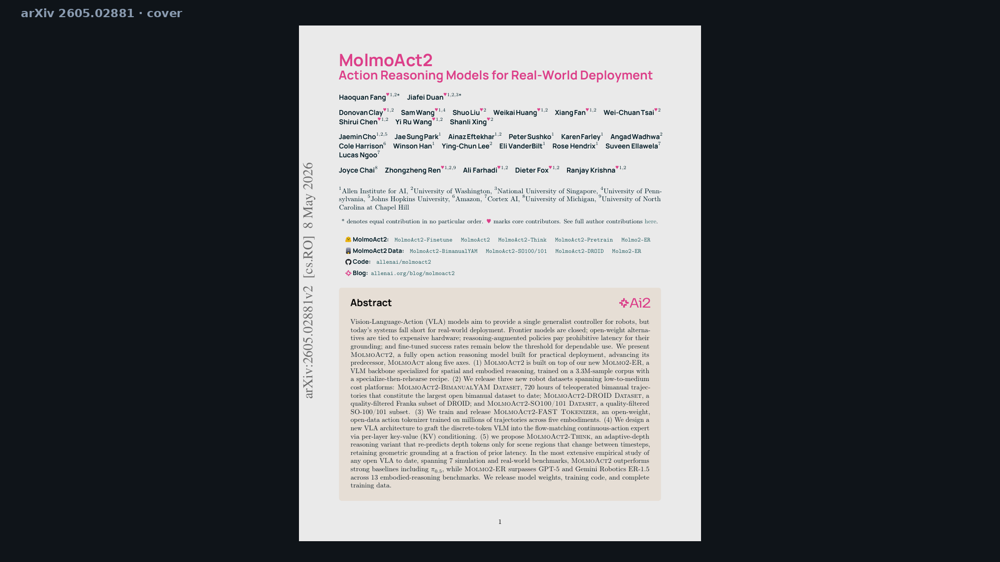 arXiv 2605.02881 · cover
MolmoAct2
Action Reasoning Models for Real-World Deployment
Haoquan Fang♥1,2* Jiafei Duan♥1,2,3*
Donovan Clay♥1,2 Sam Wang♥1,4 Shuo Liu♥2 Weikai Huang♥1,2 Xiang Fan♥1,2 Wei-Chuan Tsai♥2
Shirui Chen♥1,2 Yi Ru Wang♥1,2 Shanli Xing♥2
Jaemin Cho1,2,5 Jae Sung Park1 Ainaz Eftekhar1,2 Peter Sushko1 Karen Farley1 Angad Wadhwa2
Cole Harrison6 Winson Han1 Ying-Chun Lee2 Eli VanderBilt1 Rose Hendrix1 Suveen Ellawela7
Lucas Ngoo7
Joyce Chai8 Zhongzheng Ren♥1,2,9 Ali Farhadi♥1,2 Dieter Fox♥1,2 Ranjay Krishna♥1,2
1Allen Institute for AI, 2University of Washington, 3National University of Singapore, 4University of Penn-
sylvania, 5Johns Hopkins University, 6Amazon, 7Cortex AI, 8University of Michigan, 9University of North
Carolina at Chapel Hill
* denotes equal contribution in no particular order. ♥ marks core contributors. See full author contributions here.
MolmoAct2: MolmoAct2-Finetune MolmoAct2 MolmoAct2-Think MolmoAct2-Pretrain Molmo2-ER
MolmoAct2 Data: MolmoAct2-BimanualYAM MolmoAct2-SO100/101 MolmoAct2-DROID Molmo2-ER
Code: allenai/molmoact2
Blog: allenai.org/blog/molmoact2
arXiv:2605.02881v2 [cs.RO] 8 May 2026
Abstract
Ai2
Vision-Language-Action (VLA) models aim to provide a single generalist controller for robots, but
today's systems fall short for real-world deployment. Frontier models are closed; open-weight alterna-
tives are tied to expensive hardware; reasoning-augmented policies pay prohibitive latency for their
grounding; and fine-tuned success rates remain below the threshold for dependable use. We present
MolmoAct2, a fully open action reasoning model built for practical deployment, advancing its
predecessor, MolmoAct along five axes. (1) MolmoAct2 is built on top of our new Molmo2-ER, a
VLM backbone specialized for spatial and embodied reasoning, trained on a 3.3M-sample corpus with
a specialize-then-rehearse recipe. (2) We release three new robot datasets spanning low-to-medium
cost platforms: MolmoAct2-BimanualYAM Dataset, 720 hours of teleoperated bimanual trajec-
tories that constitute the largest open bimanual dataset to date; MolmoAct2-DROID Dataset, a
quality-filtered Franka subset of DROID; and MolmoAct2-SO100/101 Dataset, a quality-filtered
SO-100/101 subset. (3) We train and release MolmoAct2-FAST Tokenizer, an open-weight,
open-data action tokenizer trained on millions of trajectories across five embodiments. (4) We design a
new VLA architecture to graft the discrete-token VLM into the flow-matching continuous-action expert
via per-layer key-value (KV) conditioning. (5) we propose MolmoAct2-Think, an adaptive-depth
reasoning variant that re-predicts depth tokens only for scene regions that change between timesteps,
retaining geometric grounding at a fraction of prior latency. In the most extensive empirical study of
any open VLA to date, spanning 7 simulation and real-world benchmarks, MolmoAct2 outperforms
strong baselines including π0.5, while Molmo2-ER surpasses GPT-5 and Gemini Robotics ER-1.5
across 13 embodied-reasoning benchmarks. We release model weights, training code, and complete
training data.
1